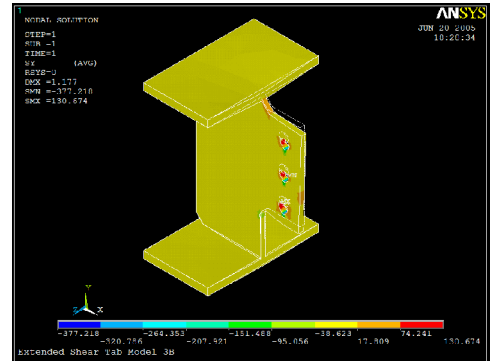 1
NODAL SOLUTION
ANSYS
JUN 20 2005
10:20:34
STEP=1
SUB =1
TIME=1
SY (AVG)
RSYS=0
DMX =1.177
SMN =-377.218
SMX =130.674
Y
Z X
-377.218 -264.353 -151.488 -38.623 74.241
-320.786 -207.921 -95.056 17.809 130.674
Extended Shear Tab Model 3B